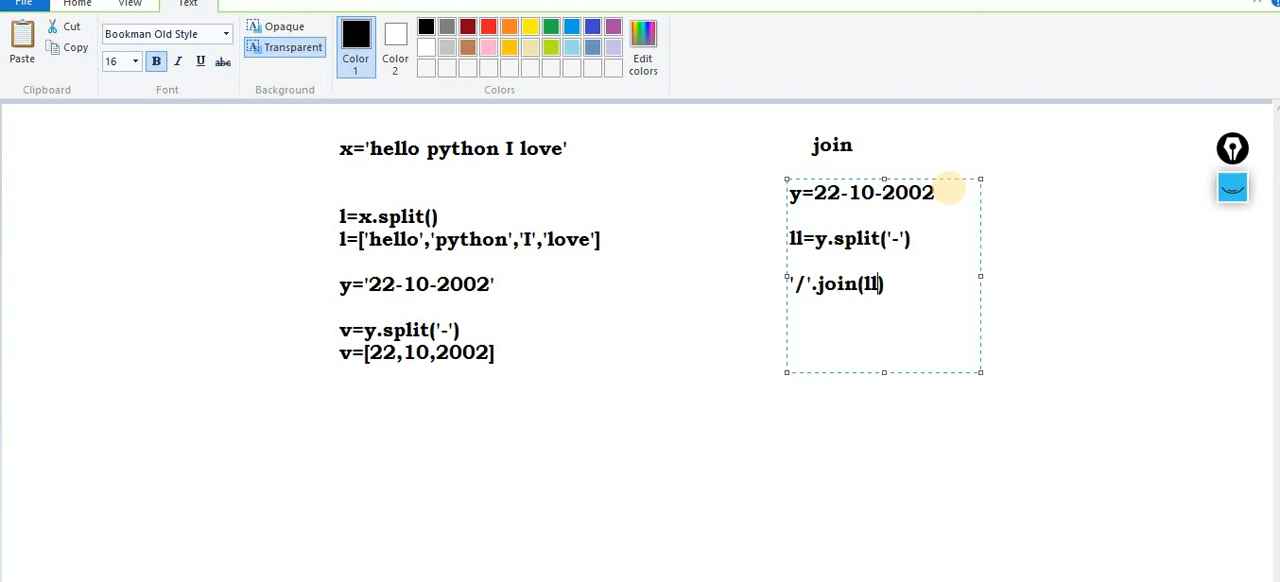 File Home View Text
Paste Cut Bookman Old Style Opaque
Copy 16 B I U abc Transparent
Color 1 Color 2 Edit colors
Clipboard Font Background Colors
x='hello python I love'
l=x.split()
l=['hello','python','I','love']
y='22-10-2002'
v=y.split('-')
v=[22,10,2002]
join
y=22-10-2002
ll=y.split('-')
'/'.join(ll)